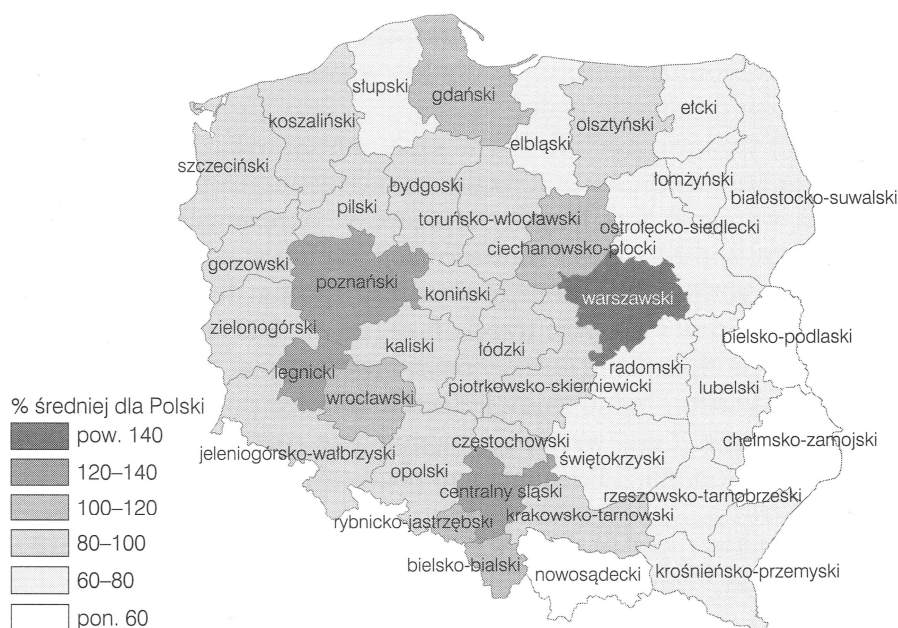 słupski
gdański
koszaliński
olsztyński
ełcki
elbląski
szczeciński
łomżyński
bydgoski
białostocko-suwalski
pilski
toruńsko-włocławski
ostrołęcko-siedlecki
ciechanowsko-płocki
gorzowski
poznański
koniński
warszawski
zielonogórski
kaliski
łódzki
bielsko-podlaski
radomski
legnicki
piotrkowsko-skierniewicki
lubelski
wrocławski
% średniej dla Polski
pow. 140
120–140
100–120
80–100
60–80
pon. 60
jeleniogórsko-wałbrzyski
częstochowski
chełmsko-zamojski
opolski
świętokrzyski
centralny śląski
rzeszowsko-tarnobrzeski
rybnicko-jastrzębski
krakowsko-tarnowski
bielsko-bialski
nowosądecki
krośnieńsko-przemyski